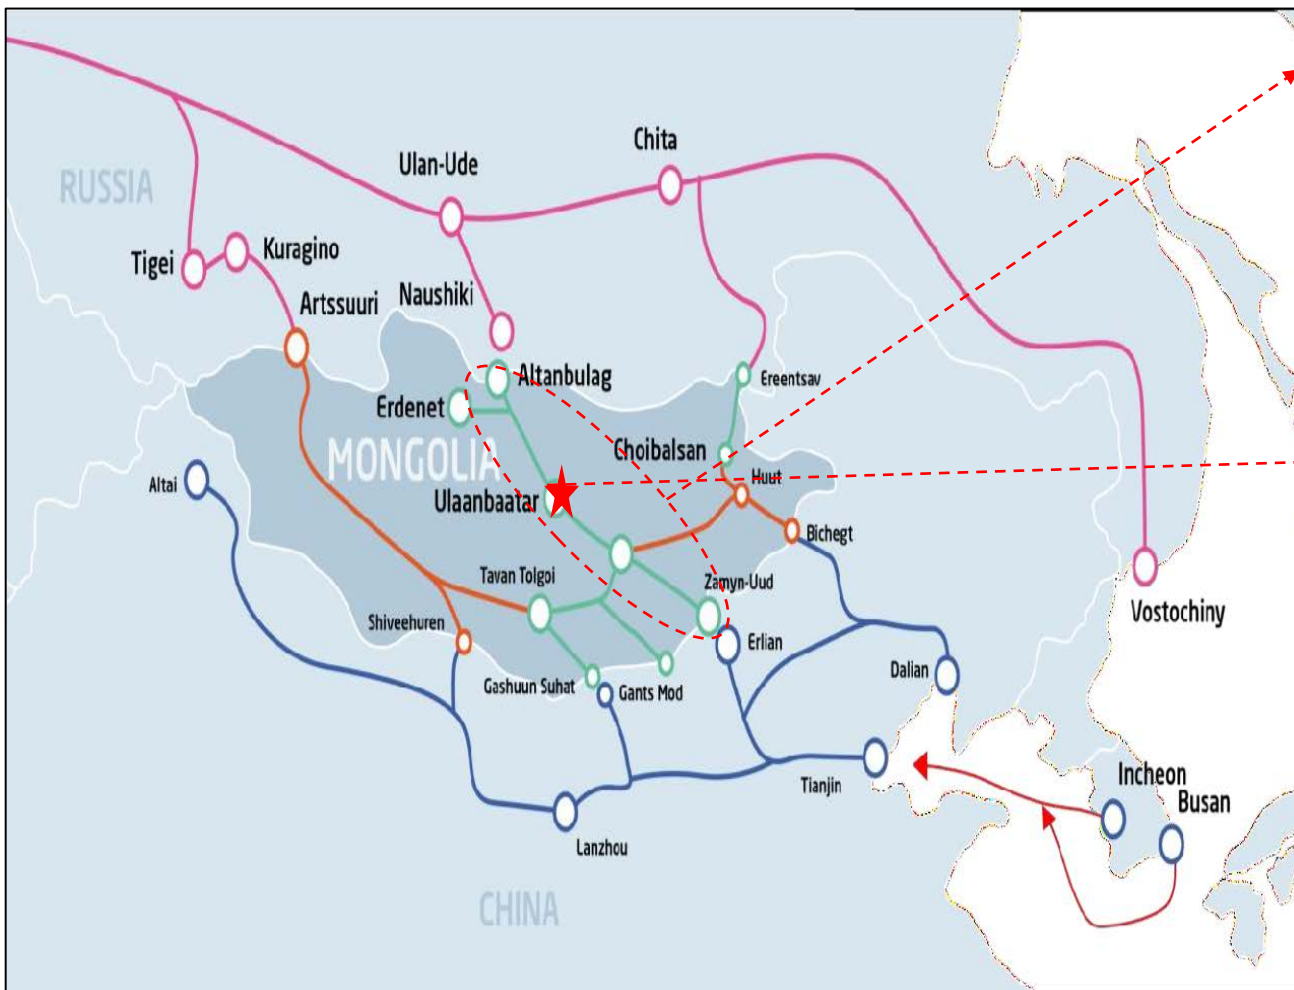 Chita
Ulan-Ude
RUSSIA
Kuragino
Tigei
Naushiki
Artssuuri
Altanbulag
Ereentsav
Erdenet
MONGOLIA
Choibalsan
Huut
Altai
Ulaanbaatar
Bichegt
Tavan Tolgoi
Zamyn-Uud
Vostochiny
Shiveehuren
Erlian
Dalian
Gashuun Suhat
Gants Mod
Incheon
Tianjin
Busan
Lanzhou
CHINA